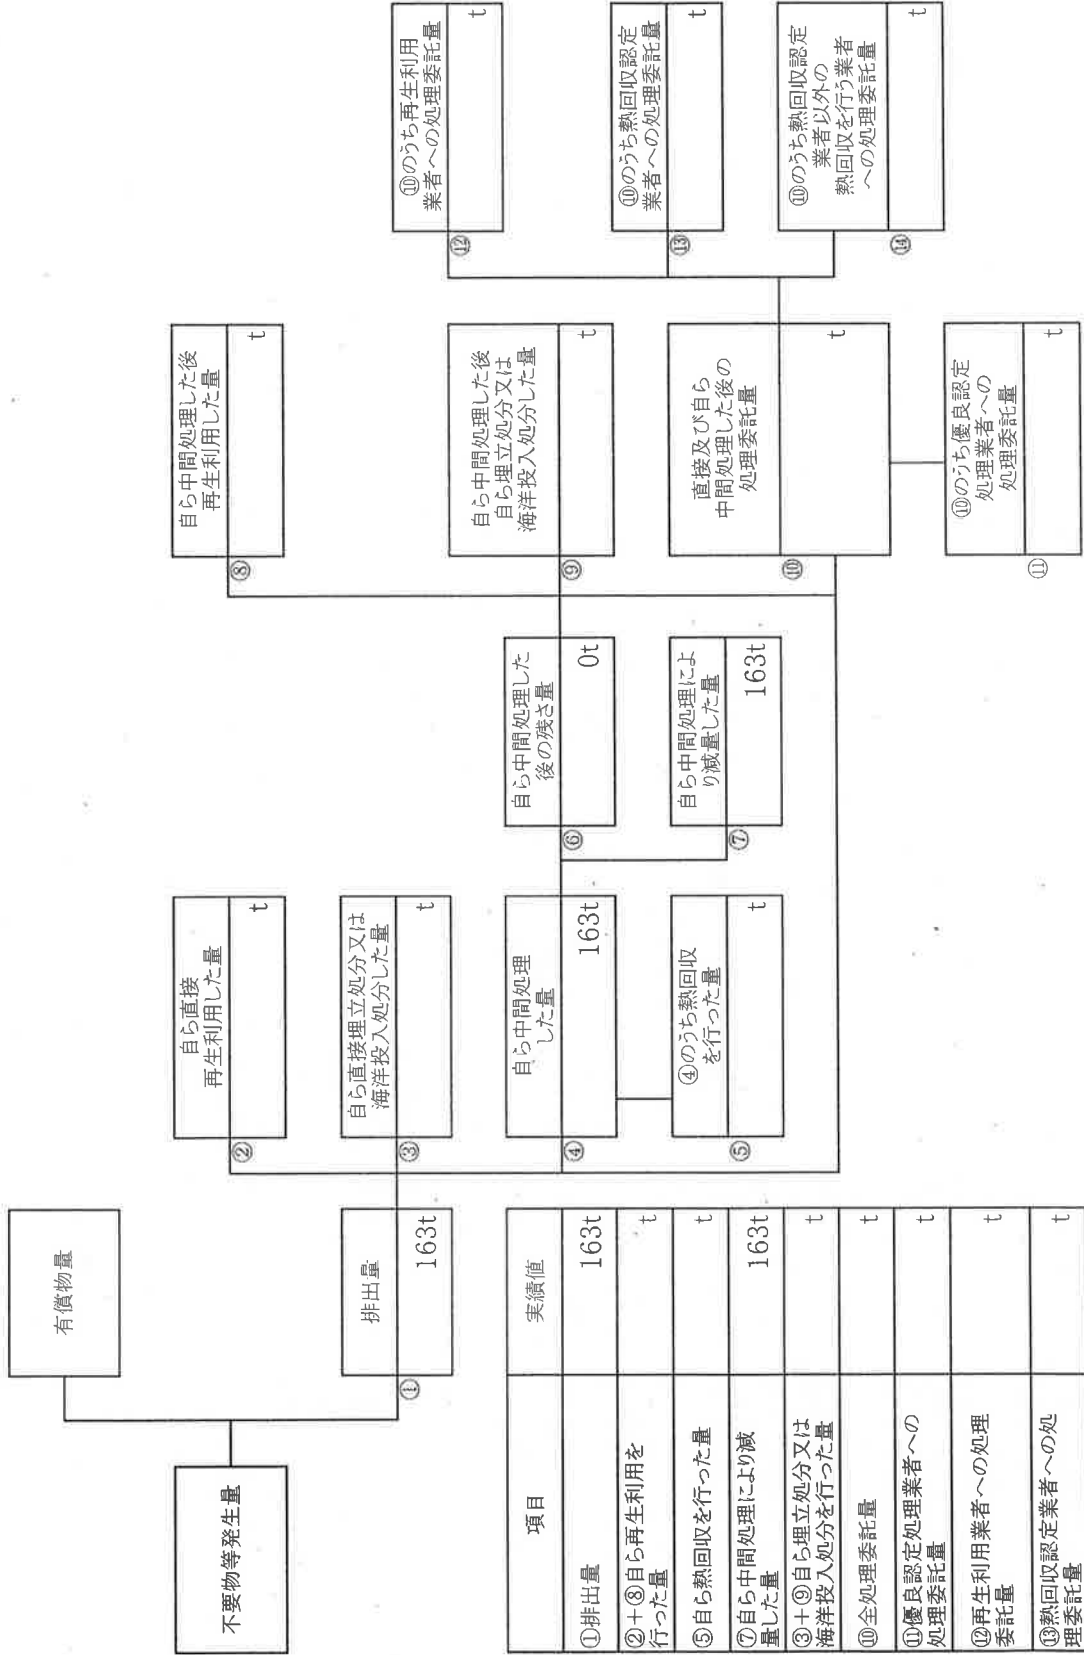 不要物等発生量
有償物量
排出量
①
163t
自ら直接
再生利用した量
②
t
自ら直接埋立処分又は
海洋投入処分した量
③
t
自ら中間処理
した量
④
163t
④のうち熱回収
を行った量
⑤
t
自ら中間処理した
後の残さ量
⑥
0t
自ら中間処理によ
り減量した量
⑦
163t
自ら中間処理した後
再生利用した量
⑧
t
自ら中間処理した後
自ら埋立処分又は
海洋投入処分した量
⑨
t
直接及び自ら
中間処理した後の
処理委託量
⑩
t
⑩のうち優良認定
処理業者への
処理委託量
⑪
t
⑩のうち再生利用
業者への処理委託量
⑫
t
⑩のうち熱回収認定
業者への処理委託量
⑬
t
⑩のうち熱回収認定
業者以外の
熱回収を行う業者
への処理委託量
⑭
t
項目 実績値
①排出量 163t
②+⑧自ら再生利用を
行った量 t
⑤自ら熱回収を行った量 t
⑦自ら中間処理により減
量した量 163t
③+⑨自ら埋立処分又は
海洋投入処分を行った量 t
⑩全処理委託量 t
⑪優良認定処理業者への
処理委託量 t
⑫再生利用業者への処理
委託量 t
⑬熱回収認定業者への処
理委託量 t